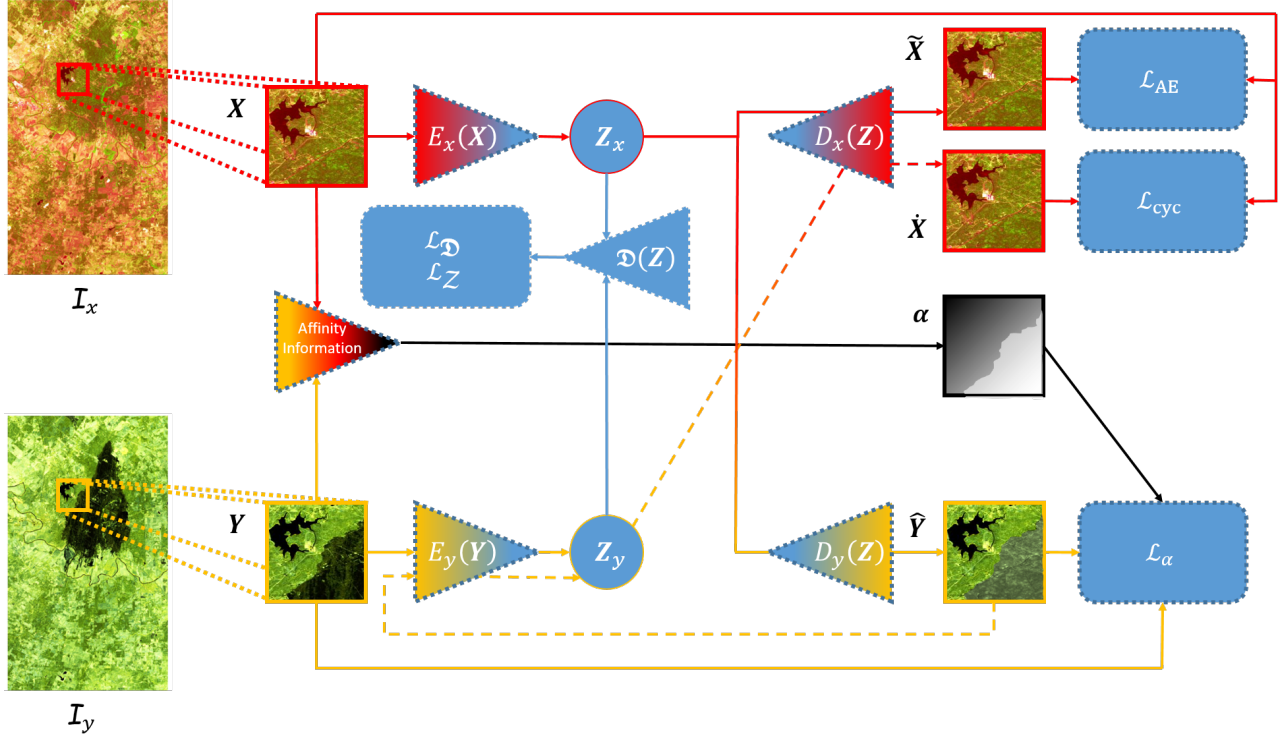 X̃
ℒ_AE
X
E_x(X)
Z_x
D_x(Z)
Ẋ
ℒ_cyc
ℒ_𝕯
ℒ_𝒵
𝕯(Z)
I_x
α
Affinity
Information
Y
E_y(Y)
Z_y
D_y(Z)
Ŷ
ℒ_α
I_y